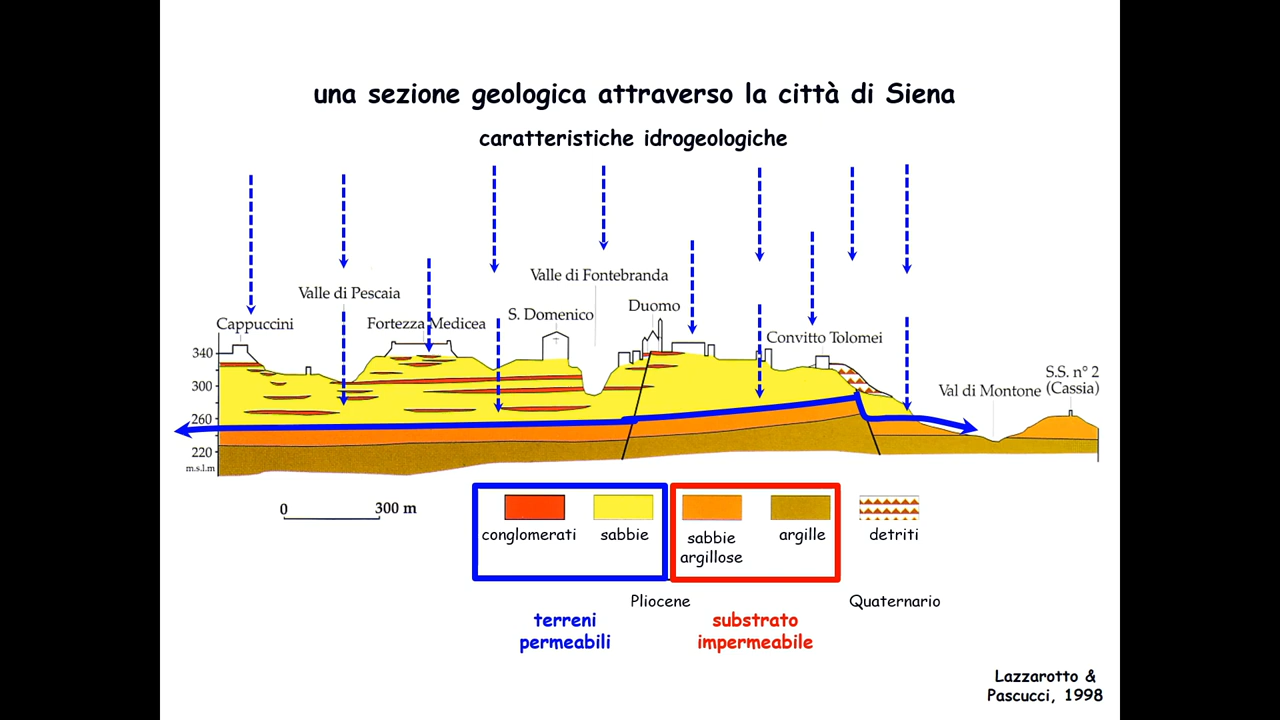 una sezione geologica attraverso la città di Siena
caratteristiche idrogeologiche
Valle di Fontebranda
Valle di Pescaia
Duomo
S. Domenico
Cappuccini
Fortezza Medicea
Convitto Tolomei
340
300
260
220
m.s.l.m
S.S. n° 2
Val di Montone (Cassia)
0 300 m
conglomerati
sabbie
sabbie
argillose
argille
detriti
Pliocene
Quaternario
terreni
permeabili
substrato
impermeabile
Lazzarotto &
Pascucci, 1998